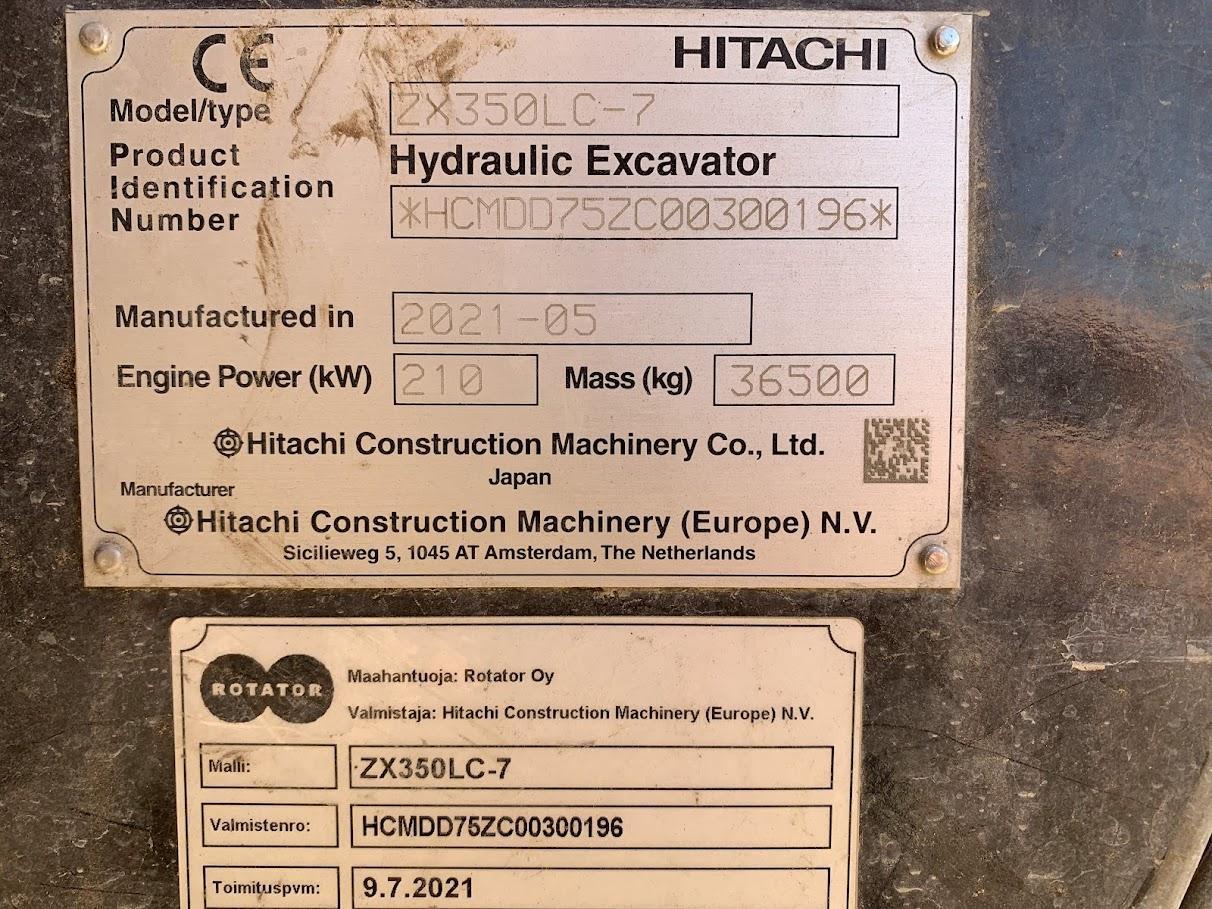 CE HITACHI
Model/type ZX350LC-7
Product Hydraulic Excavator
Identification
Number *HCMDD75ZC00300196*
Manufactured in 2021-05
Engine Power (kW) 210 Mass (kg) 36500
Hitachi Construction Machinery Co., Ltd.
Japan
Manufacturer
Hitachi Construction Machinery (Europe) N.V.
Sicilieweg 5, 1045 AT Amsterdam, The Netherlands
ROTATOR
Maahantuoja: Rotator Oy
Valmistaja: Hitachi Construction Machinery (Europe) N.V.
Malli: ZX350LC-7
Valmistenro: HCMDD75ZC00300196
Toimituspvm: 9.7.2021